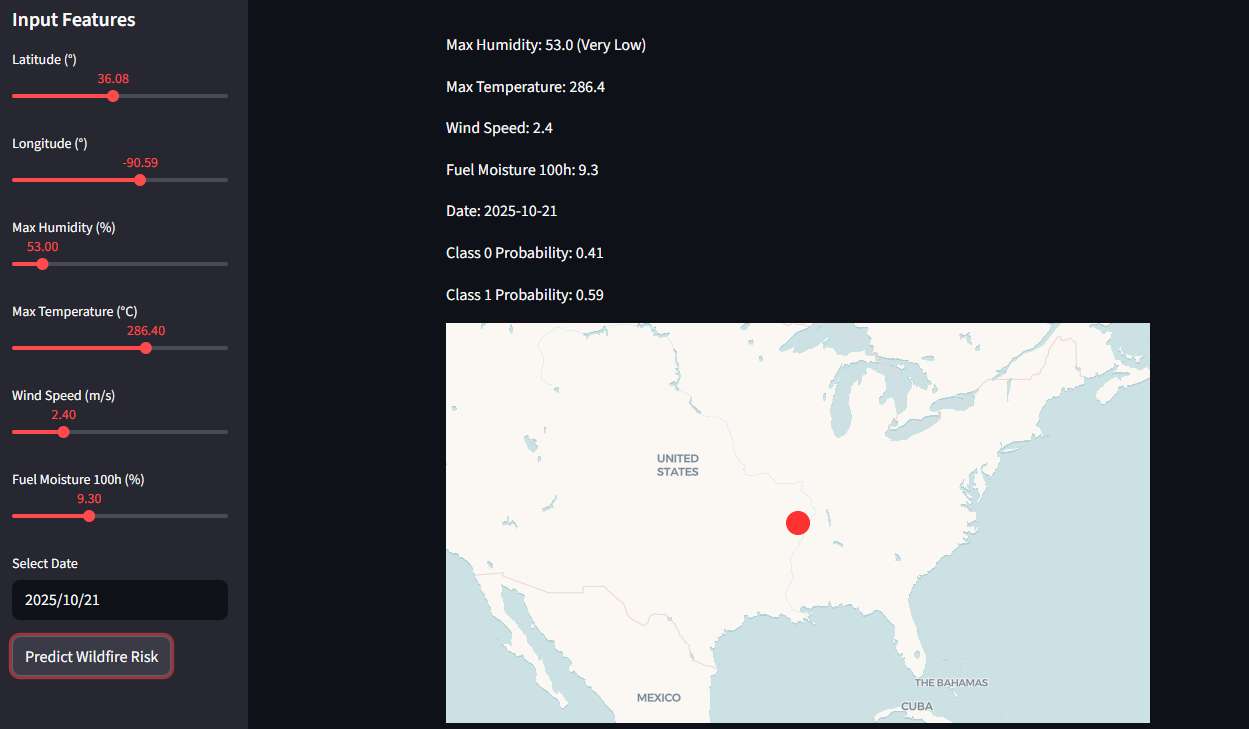 Input Features
Latitude (°)
36.08
Longitude (°)
-90.59
Max Humidity (%)
53.00
Max Temperature (°C)
286.40
Wind Speed (m/s)
2.40
Fuel Moisture 100h (%)
9.30
Select Date
2025/10/21
Predict Wildfire Risk
Max Humidity: 53.0 (Very Low)
Max Temperature: 286.4
Wind Speed: 2.4
Fuel Moisture 100h: 9.3
Date: 2025-10-21
Class 0 Probability: 0.41
Class 1 Probability: 0.59
UNITED
STATES
MEXICO
THE BAHAMAS
CUBA